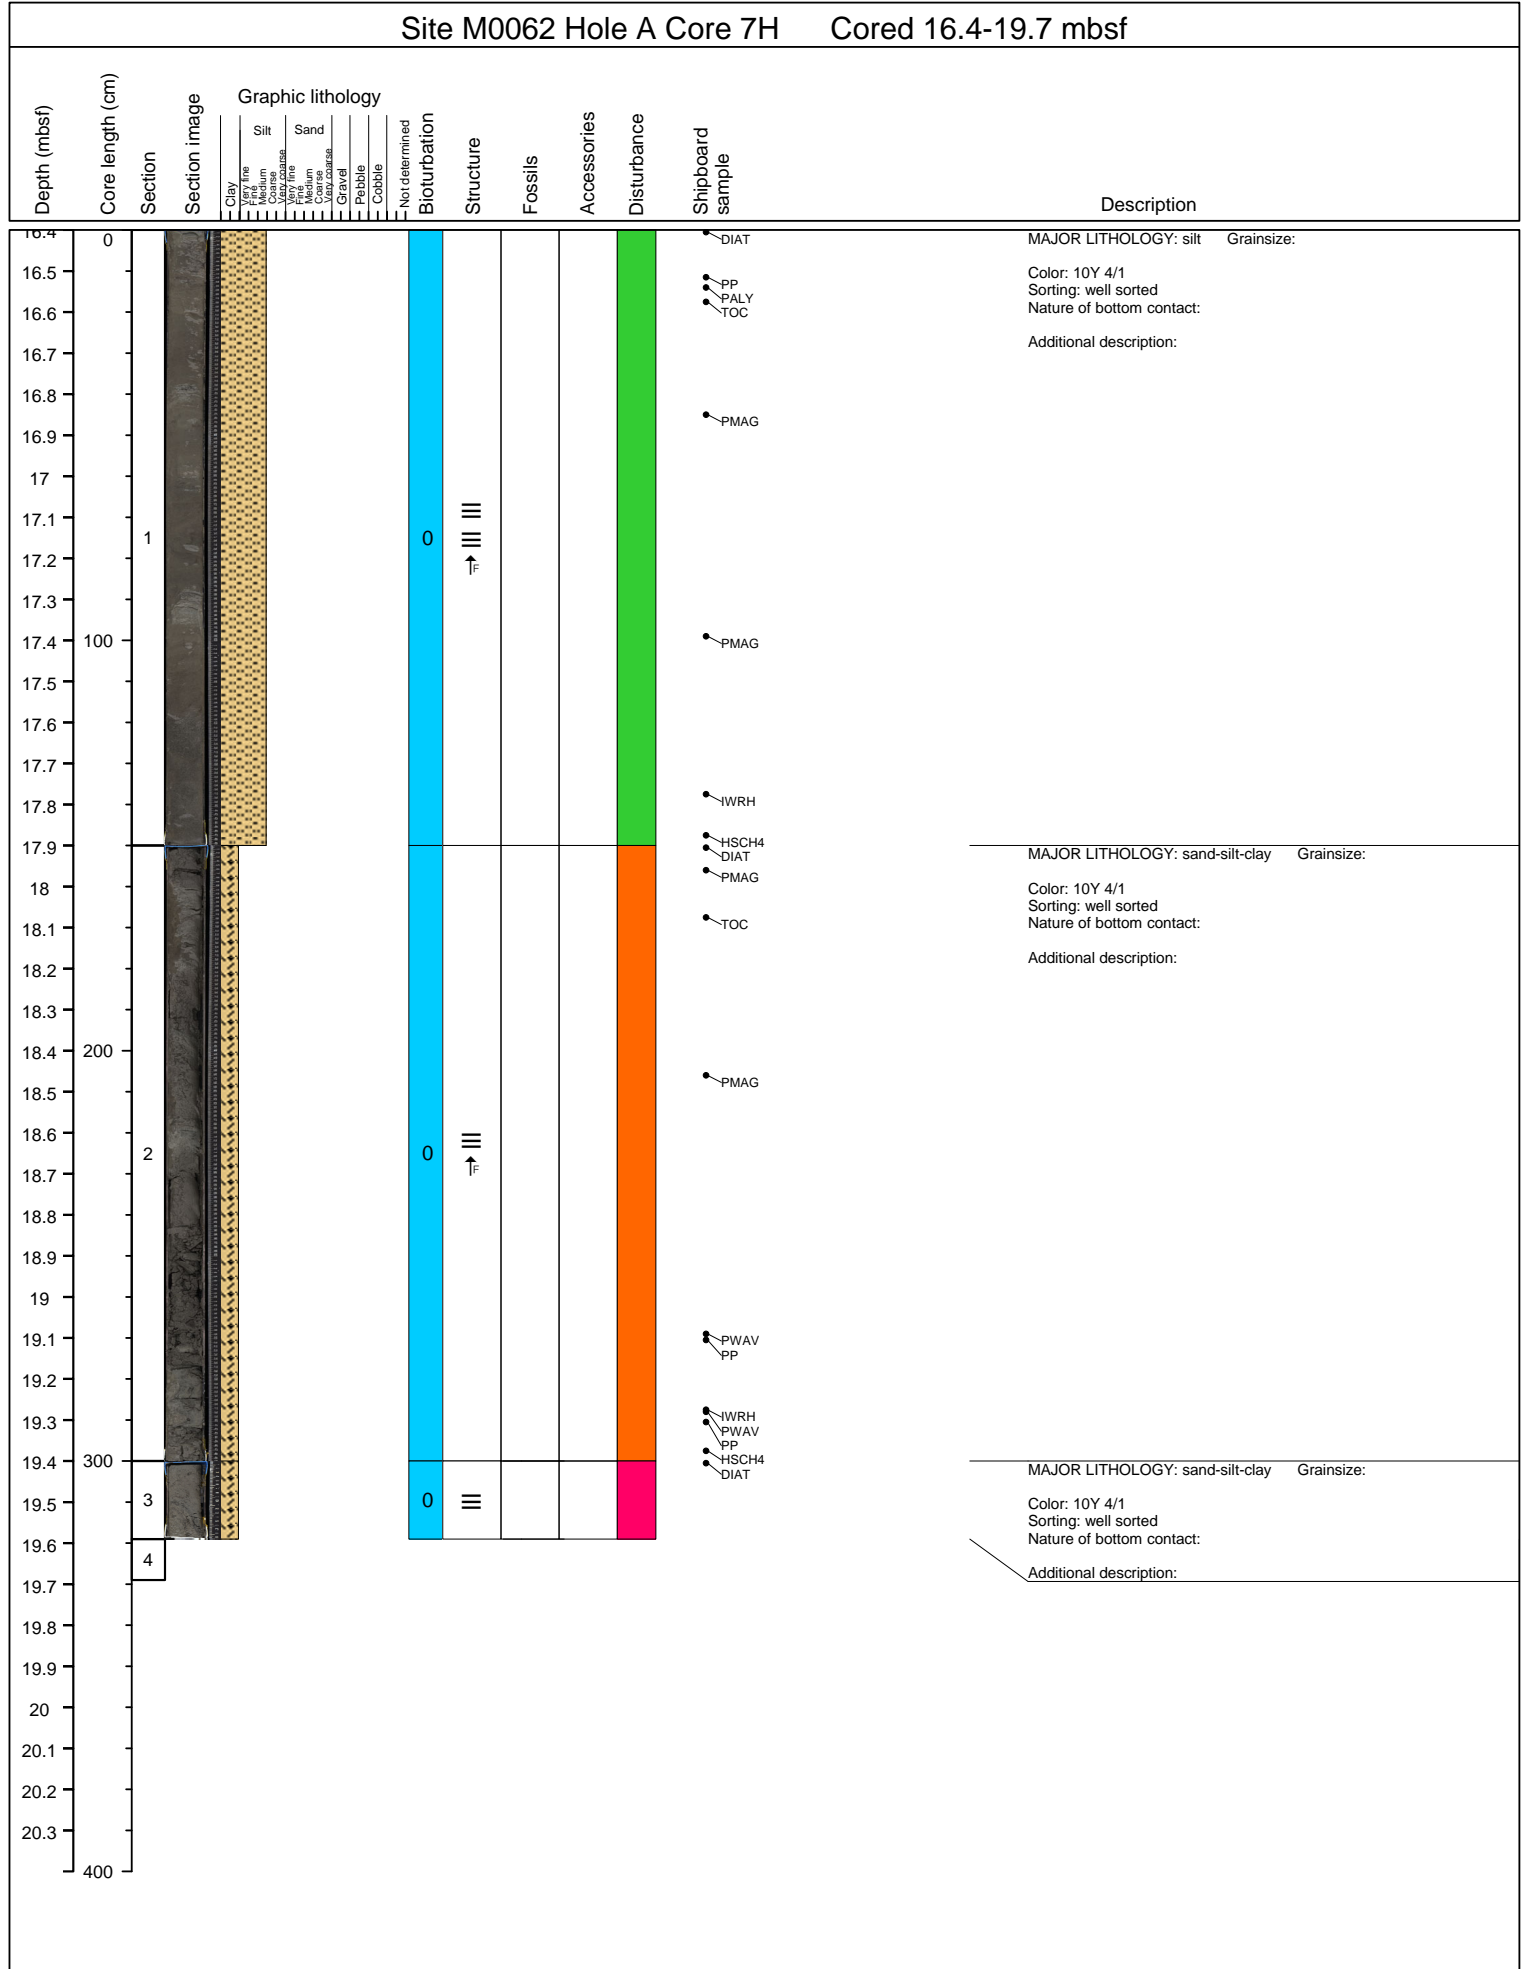 Site M0062 Hole A Core 7H Cored 16.4-19.7 mbsf
Depth (mbsf)
Core length (cm)
Section
Section image
Graphic lithology
Clay
Silt
Very fine
Fine
Medium
Coarse
Very coarse
Sand
Very fine
Fine
Medium
Coarse
Very coarse
Gravel
Pebble
Cobble
Not determined
Bioturbation
Structure
Fossils
Accessories
Disturbance
Shipboard
sample
Description
16.4
16.5
16.6
16.7
16.8
16.9
17
17.1
17.2
17.3
17.4
17.5
17.6
17.7
17.8
17.9
18
18.1
18.2
18.3
18.4
18.5
18.6
18.7
18.8
18.9
19
19.1
19.2
19.3
19.4
19.5
19.6
19.7
19.8
19.9
20
20.1
20.2
20.3
0
100
200
300
400
1
2
3
4
0
0
0
F
F
DIAT
PP
PALY
TOC
PMAG
PMAG
IWRH
HSCH4
DIAT
PMAG
TOC
PMAG
PWAV
PP
IWRH
PWAV
PP
HSCH4
DIAT
MAJOR LITHOLOGY: silt Grainsize:
Color: 10Y 4/1
Sorting: well sorted
Nature of bottom contact:
Additional description:
MAJOR LITHOLOGY: sand-silt-clay Grainsize:
Color: 10Y 4/1
Sorting: well sorted
Nature of bottom contact:
Additional description:
MAJOR LITHOLOGY: sand-silt-clay Grainsize:
Color: 10Y 4/1
Sorting: well sorted
Nature of bottom contact:
Additional description: